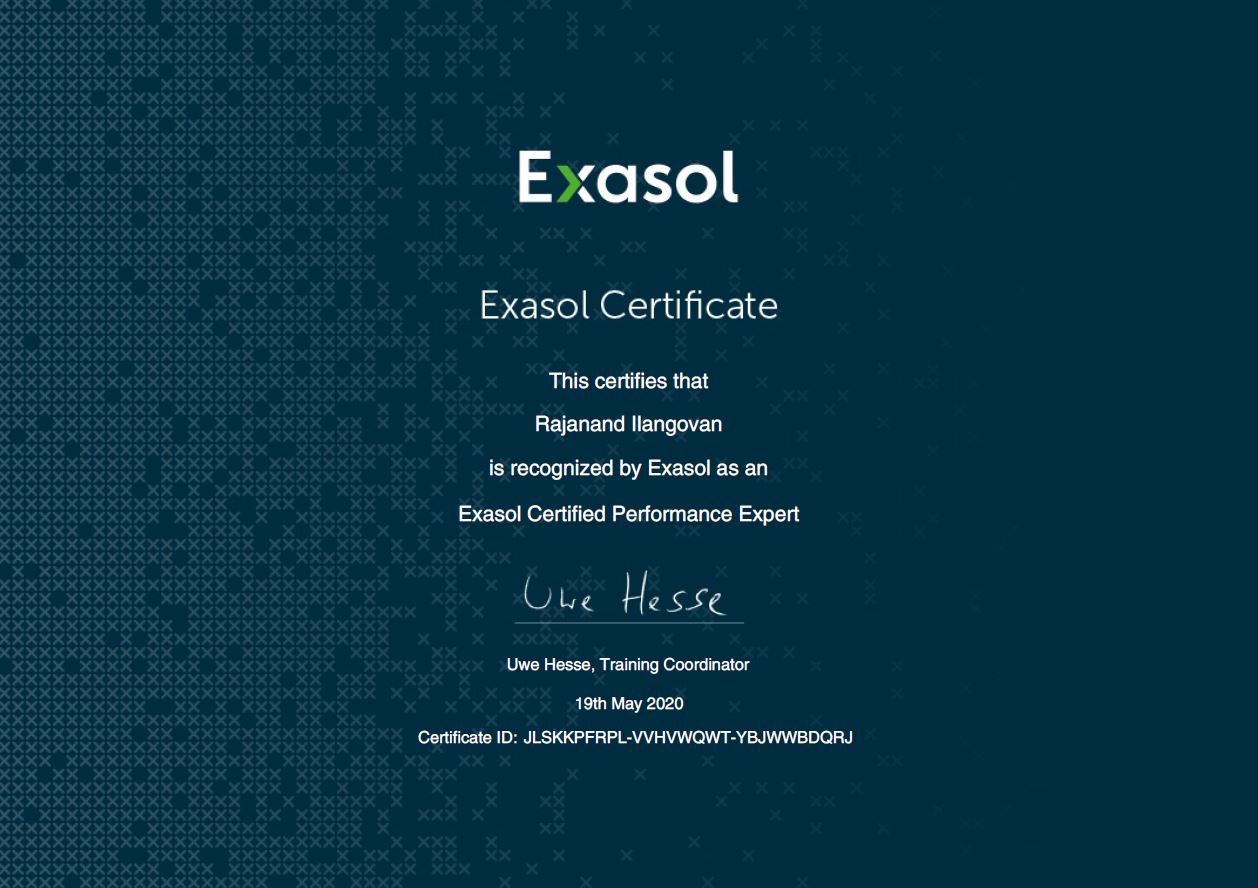 Exasol
Exasol Certificate
This certifies that
Rajanand Ilangovan
is recognized by Exasol as an
Exasol Certified Performance Expert
Uwe Hesse
Uwe Hesse, Training Coordinator
19th May 2020
Certificate ID: JLSKKPFRPL-VVHVWQWT-YBJWWBDQRJ